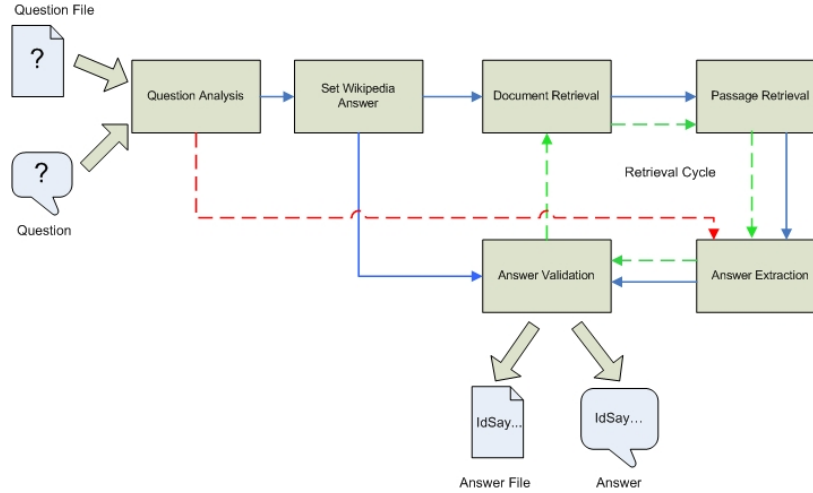 Question File
?
Question Analysis
Set Wikipedia
Answer
Document Retrieval
Passage Retrieval
?
Question
Retrieval Cycle
Answer Validation
Answer Extraction
IdSay...
IdSay...
Answer File
Answer